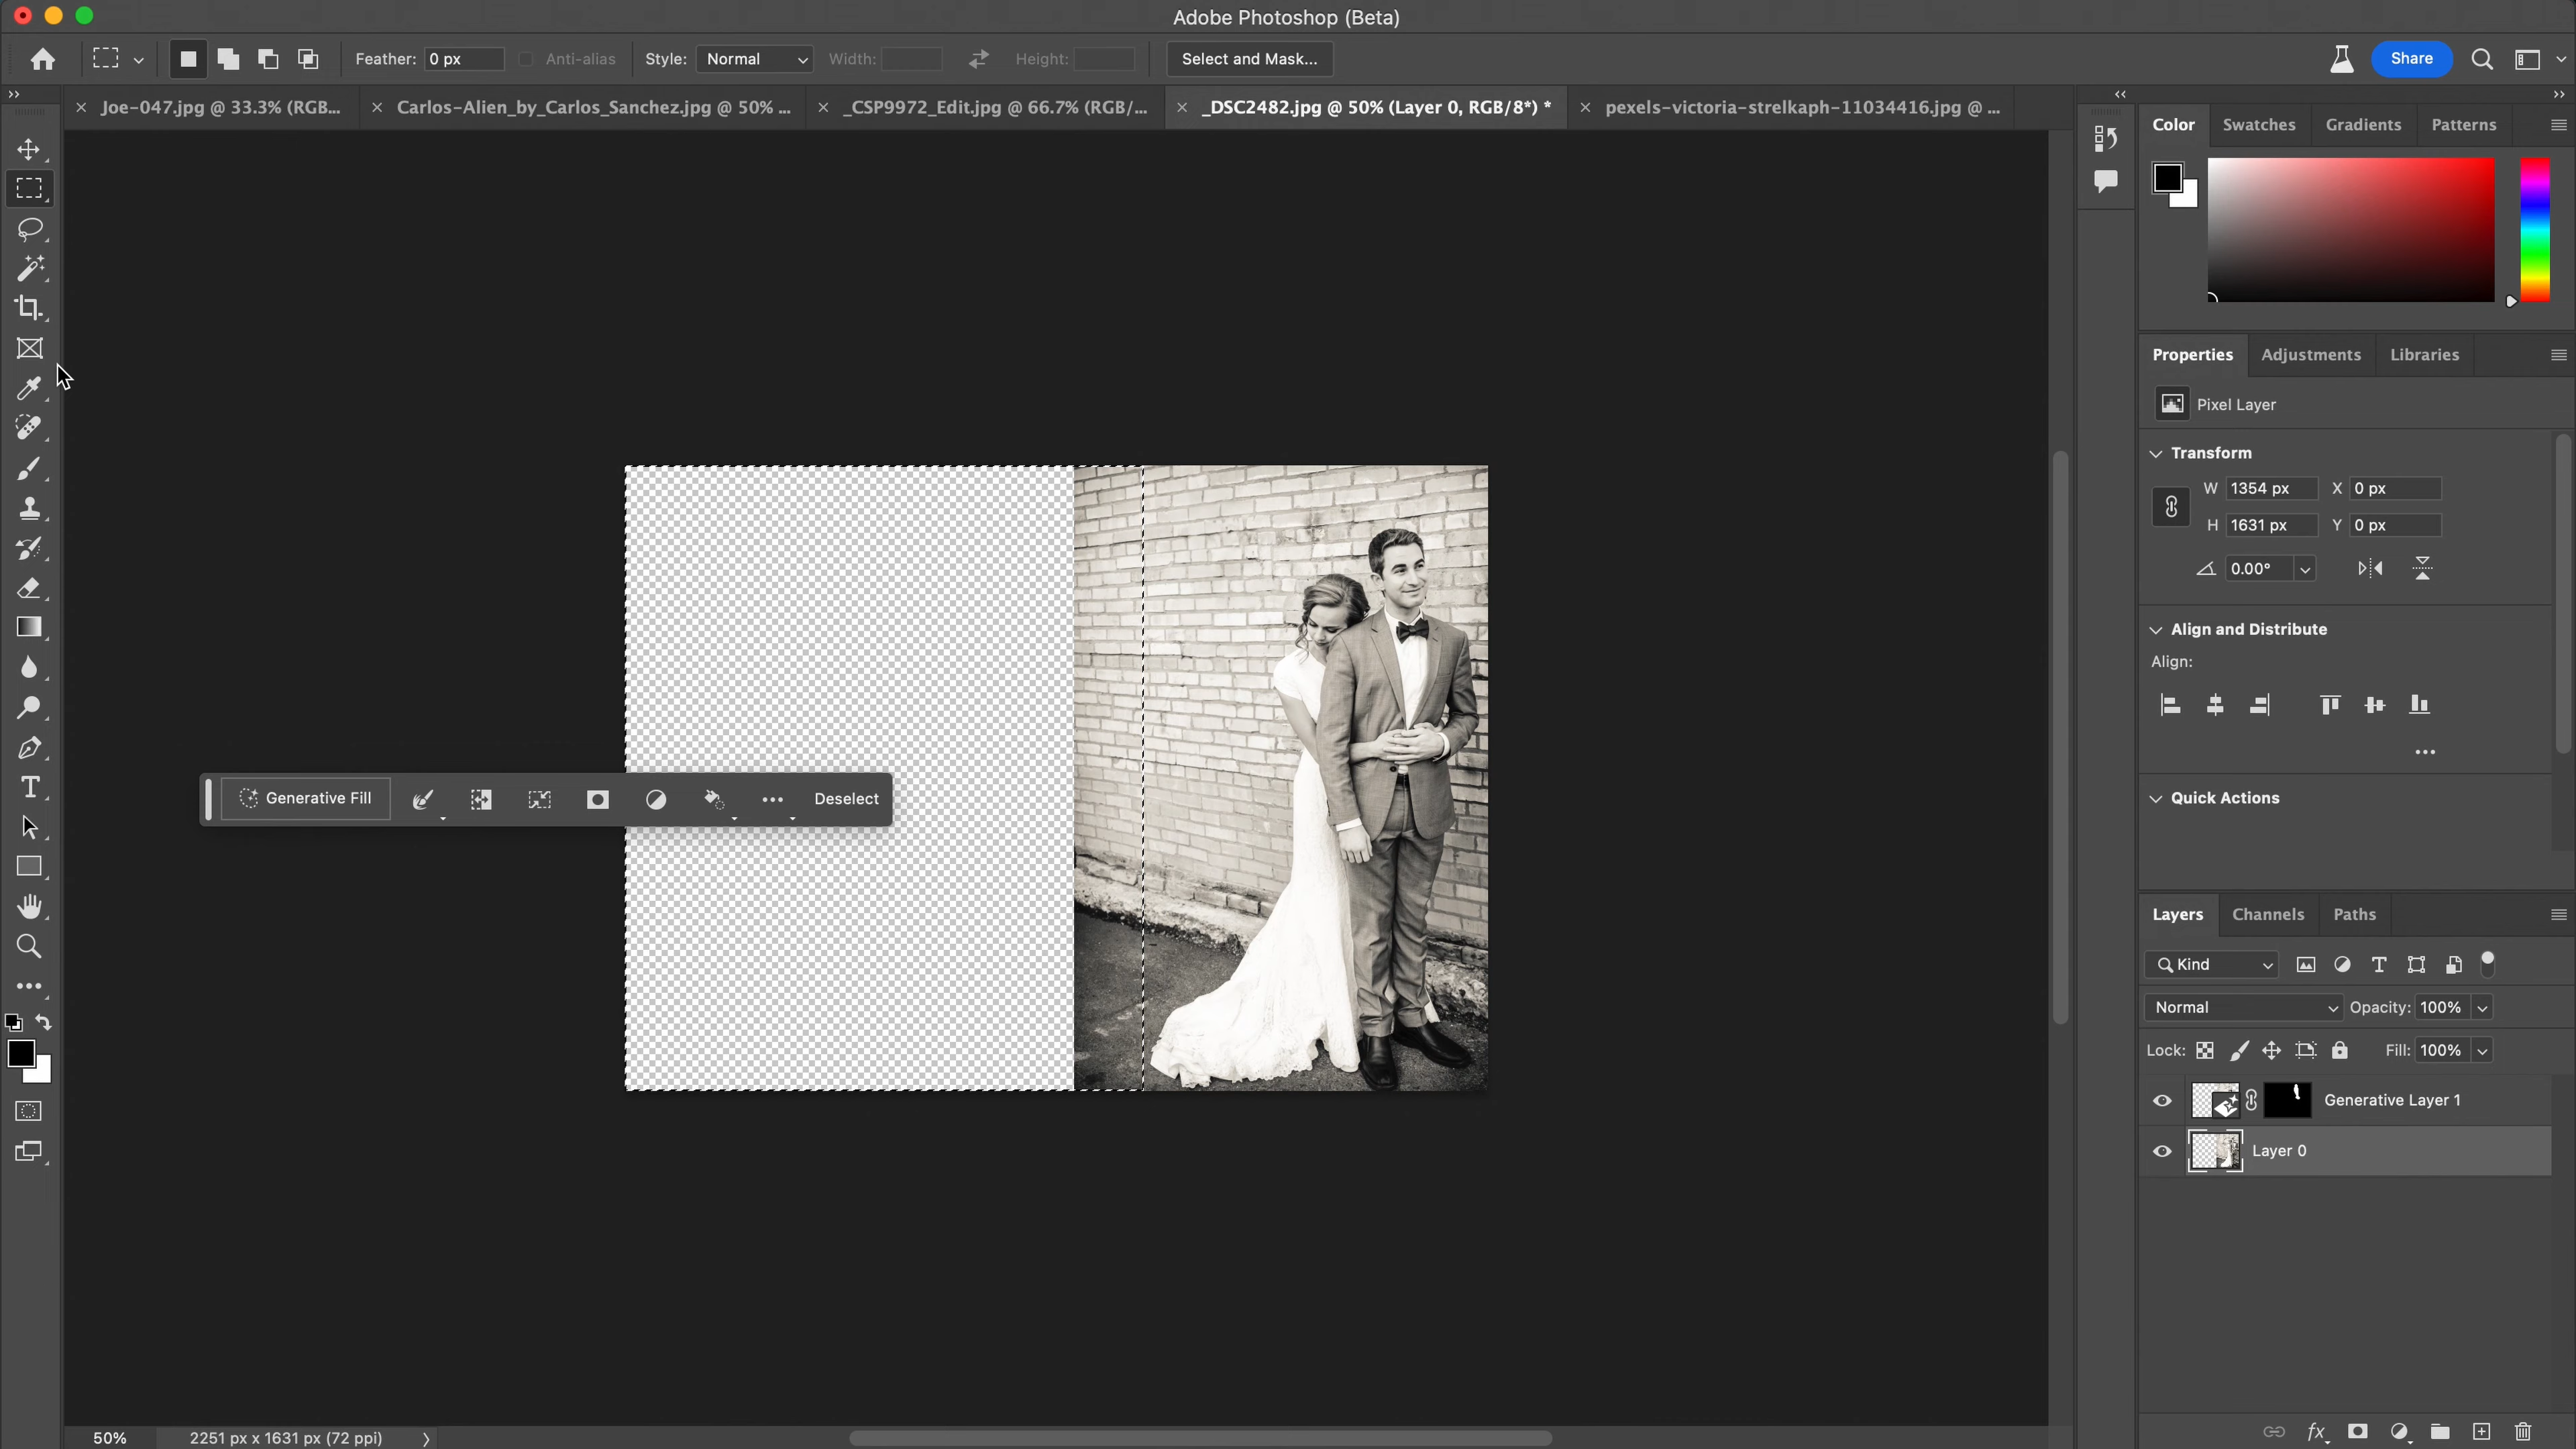 Adobe Photoshop (Beta)
Feather: 0 px Anti-alias Style: Normal Width: Height: Select and Mask... Share
Joe-047.jpg @ 33.3% (RGB... Carlos-Alien_by_Carlos_Sanchez.jpg @ 50% ... _CSP9972_Edit.jpg @ 66.7% (RGB/... _DSC2482.jpg @ 50% (Layer 0, RGB/8*) * pexels-victoria-strelkaph-11034416.jpg @ ...
Color Swatches Gradients Patterns
Properties Adjustments Libraries
Pixel Layer
Transform
W 1354 px X 0 px
H 1631 px Y 0 px
0.00°
Align and Distribute
Align:
Generative Fill Deselect
Quick Actions
Layers Channels Paths
Kind
Normal Opacity: 100%
Lock: Fill: 100%
Generative Layer 1
Layer 0
50% 2251 px x 1631 px (72 ppi)